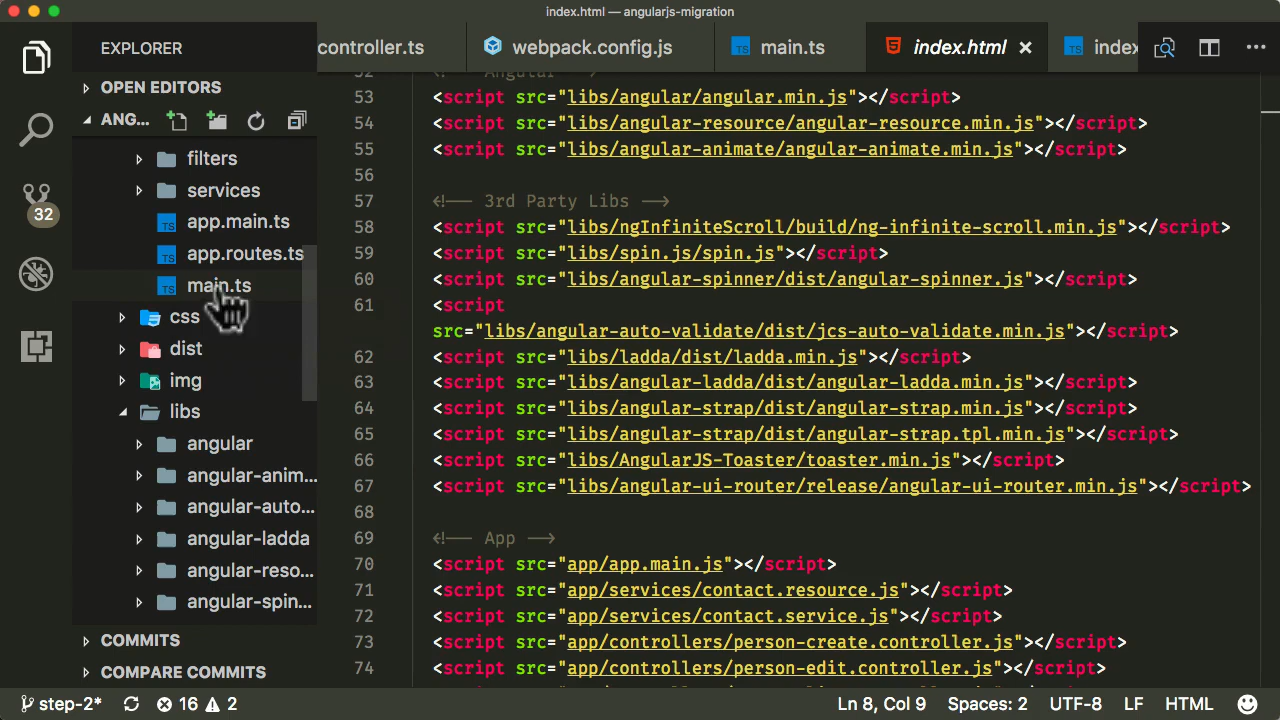 index.html — angularjs-migration
EXPLORER
controller.ts
webpack.config.js
main.ts
index.html
index
OPEN EDITORS
ANG...
filters
services
app.main.ts
app.routes.ts
main.ts
css
dist
img
libs
angular
angular-anim...
angular-auto...
angular-ladda
angular-reso...
angular-spin...
COMMITS
COMPARE COMMITS
32
52 <!-- Angular -->
53 <script src="libs/angular/angular.min.js"></script>
54 <script src="libs/angular-resource/angular-resource.min.js"></script>
55 <script src="libs/angular-animate/angular-animate.min.js"></script>
56
57 <!-- 3rd Party Libs -->
58 <script src="libs/ngInfiniteScroll/build/ng-infinite-scroll.min.js"></script>
59 <script src="libs/spin.js/spin.js"></script>
60 <script src="libs/angular-spinner/dist/angular-spinner.js"></script>
61 <script
src="libs/angular-auto-validate/dist/jcs-auto-validate.min.js"></script>
62 <script src="libs/ladda/dist/ladda.min.js"></script>
63 <script src="libs/angular-ladda/dist/angular-ladda.min.js"></script>
64 <script src="libs/angular-strap/dist/angular-strap.min.js"></script>
65 <script src="libs/angular-strap/dist/angular-strap.tpl.min.js"></script>
66 <script src="libs/AngularJS-Toaster/toaster.min.js"></script>
67 <script src="libs/angular-ui-router/release/angular-ui-router.min.js"></script>
68
69 <!-- App -->
70 <script src="app/app.main.js"></script>
71 <script src="app/services/contact.resource.js"></script>
72 <script src="app/services/contact.service.js"></script>
73 <script src="app/controllers/person-create.controller.js"></script>
74 <script src="app/controllers/person-edit.controller.js"></script>
step-2* 16 2 Ln 8, Col 9 Spaces: 2 UTF-8 LF HTML